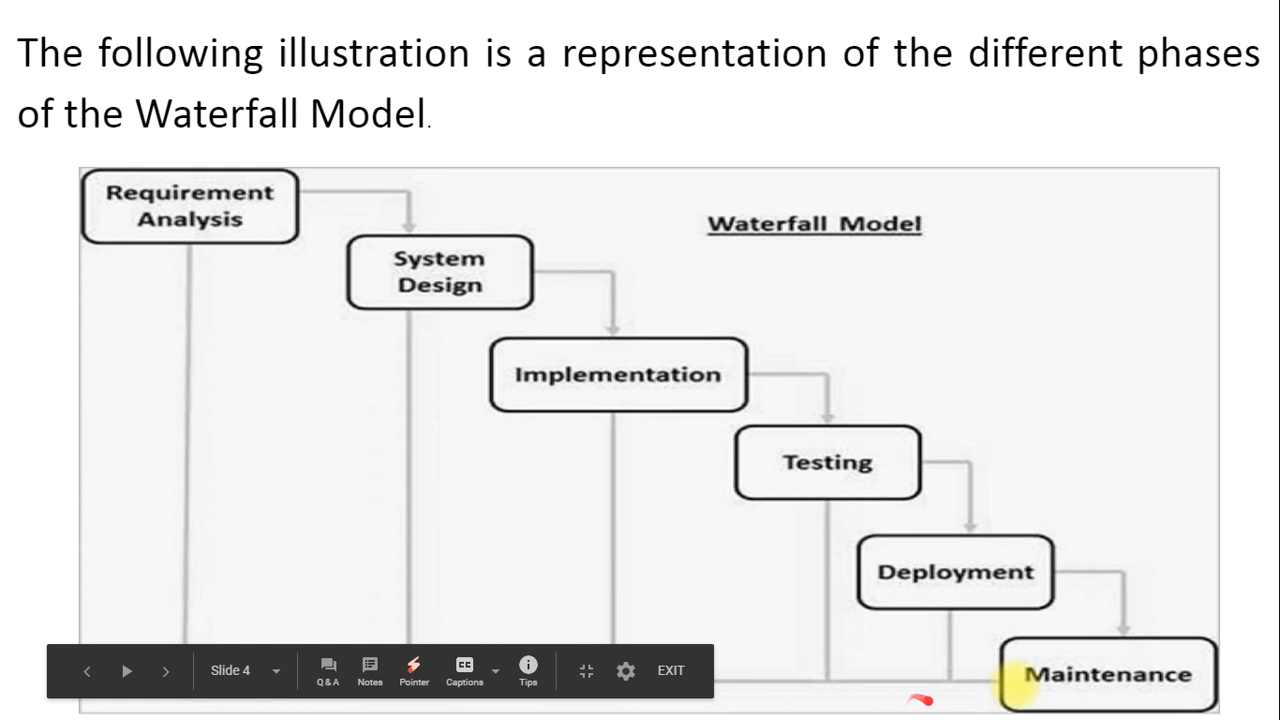 The following illustration is a representation of the different phases
of the Waterfall Model.
Requirement
Analysis
Waterfall Model
System
Design
Implementation
Testing
Deployment
Maintenance
Slide 4
Q&A
Notes
Pointer
CC
Captions
Tips
EXIT